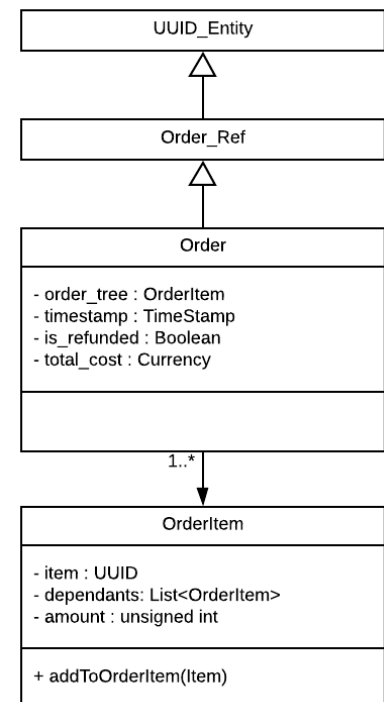 UUID_Entity
Order_Ref
Order
- order_tree : OrderItem
- timestamp : TimeStamp
- is_refunded : Boolean
- total_cost : Currency
1..*
OrderItem
- item : UUID
- dependants: List<OrderItem>
- amount : unsigned int
+ addToOrderItem(Item)